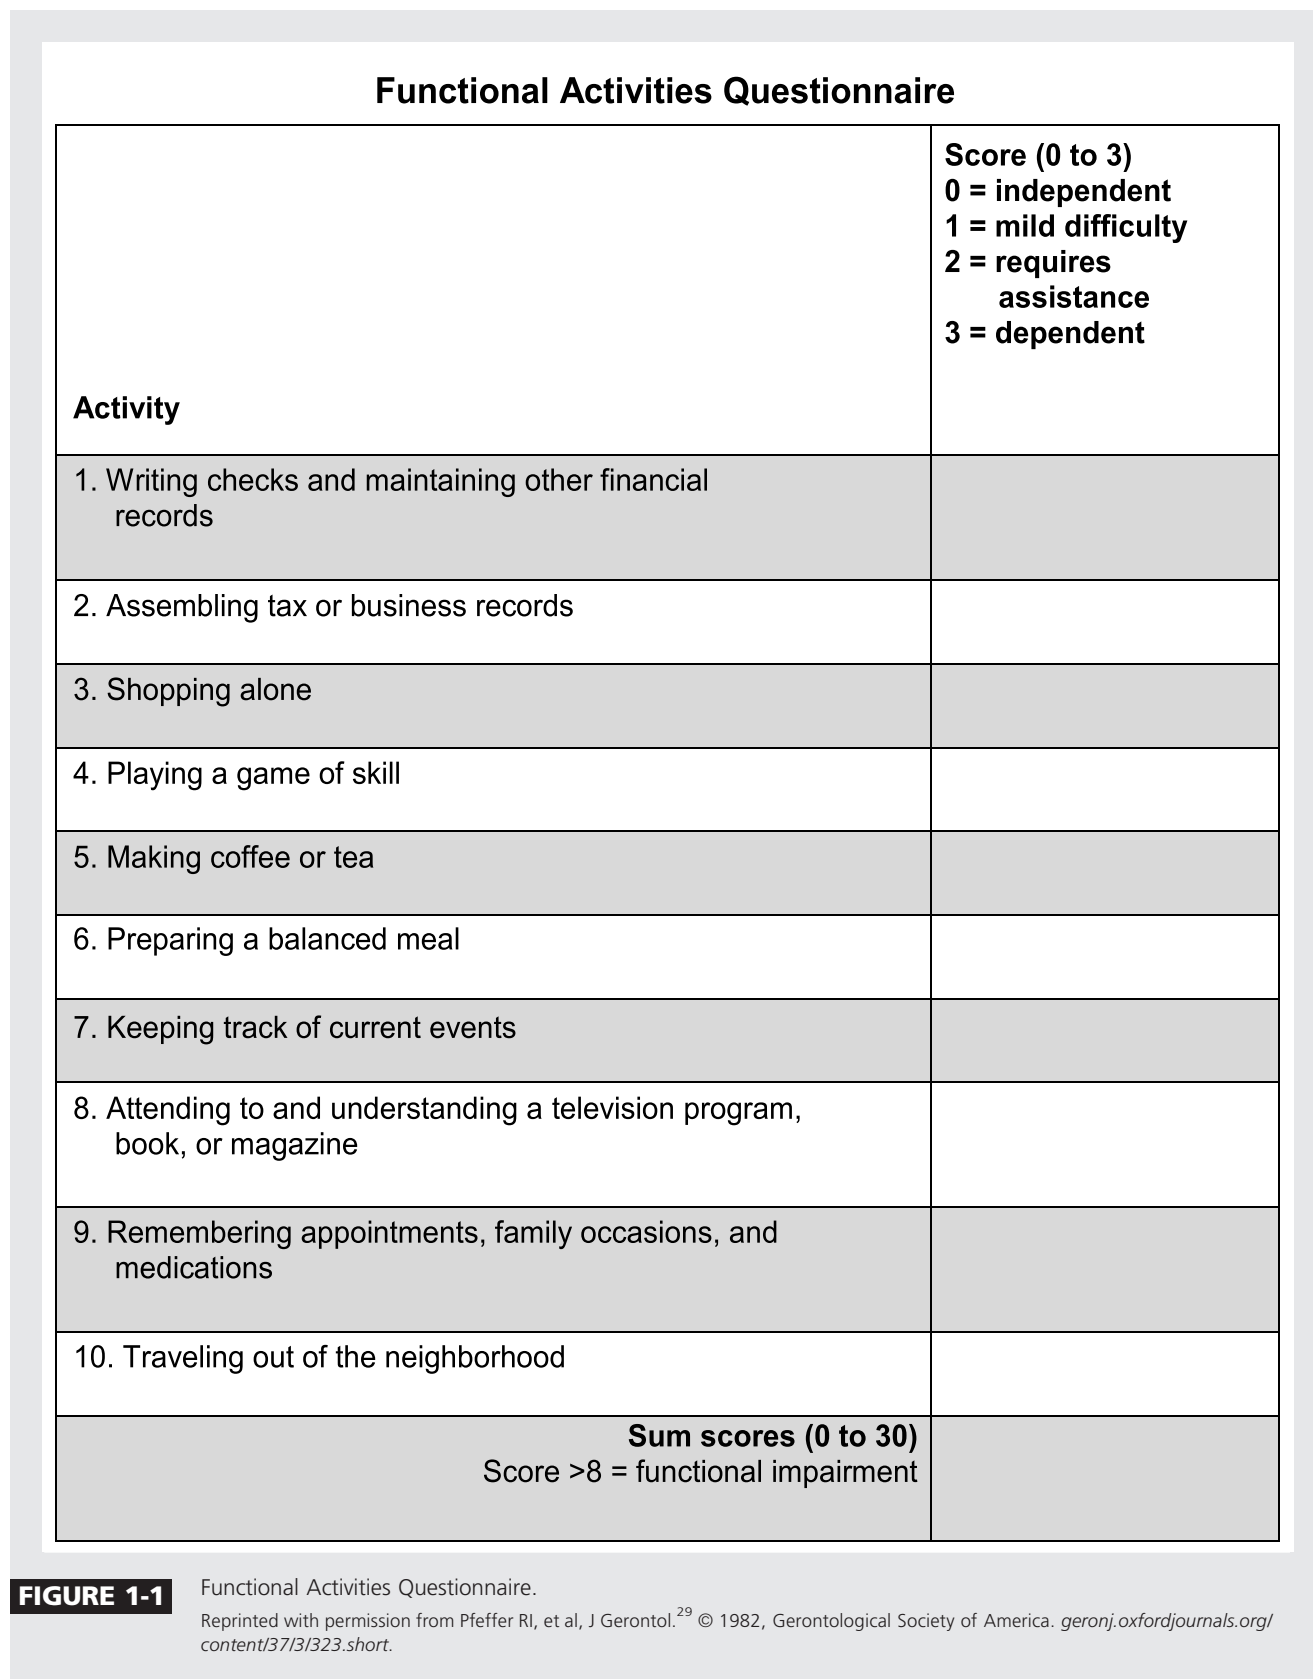 Functional Activities Questionnaire
Activity
Score (0 to 3)
0 = independent
1 = mild difficulty
2 = requires
assistance
3 = dependent
1. Writing checks and maintaining other financial
records
2. Assembling tax or business records
3. Shopping alone
4. Playing a game of skill
5. Making coffee or tea
6. Preparing a balanced meal
7. Keeping track of current events
8. Attending to and understanding a television program,
book, or magazine
9. Remembering appointments, family occasions, and
medications
10. Traveling out of the neighborhood
Sum scores (0 to 30)
Score >8 = functional impairment
FIGURE 1-1
Functional Activities Questionnaire.
Reprinted with permission from Pfeffer RI, et al, J Gerontol.29 © 1982, Gerontological Society of America. geronj.oxfordjournals.org/
content/37/3/323.short.